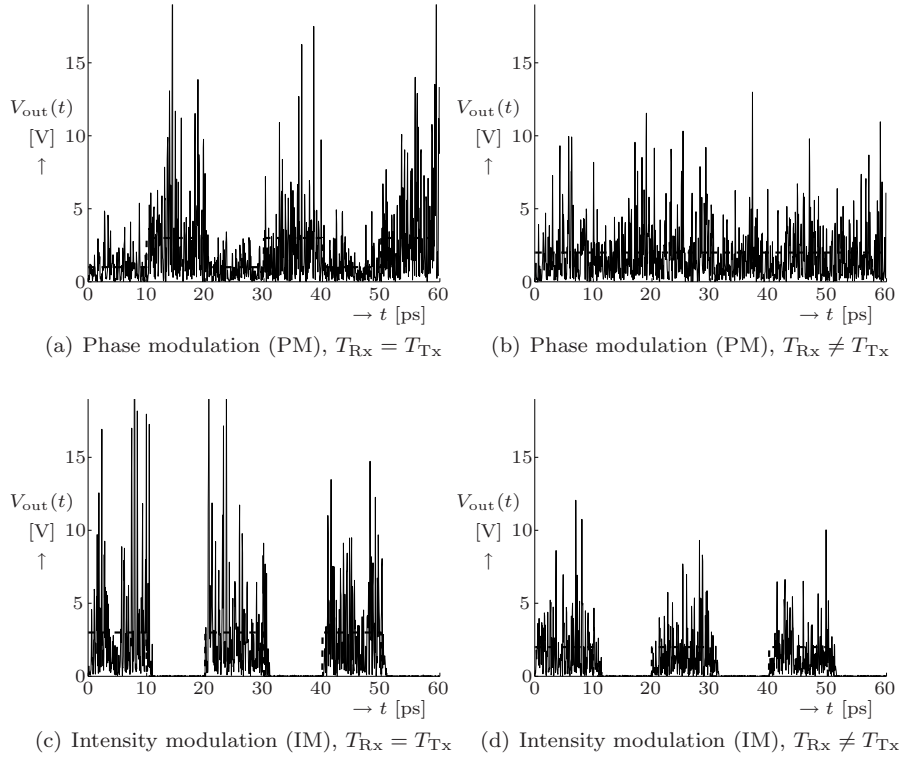 15
V_out(t) 10
[V]
↑
5
0
0 10 20 30 40 50 60
→ t [ps]
(a) Phase modulation (PM), T_Rx = T_Tx
15
V_out(t) 10
[V]
↑
5
0
0 10 20 30 40 50 60
→ t [ps]
(b) Phase modulation (PM), T_Rx ≠ T_Tx
15
V_out(t) 10
[V]
↑
5
0
0 10 20 30 40 50 60
→ t [ps]
(c) Intensity modulation (IM), T_Rx = T_Tx
15
V_out(t) 10
[V]
↑
5
0
0 10 20 30 40 50 60
→ t [ps]
(d) Intensity modulation (IM), T_Rx ≠ T_Tx